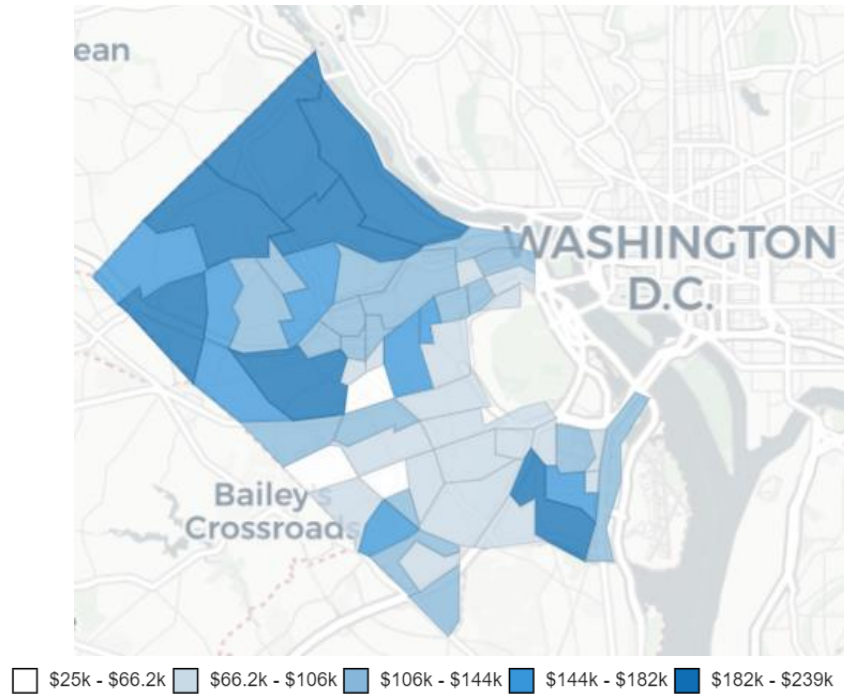 ean
WASHINGTON
D.C.
Bailey's
Crossroads
$25k - $66.2k $66.2k - $106k $106k - $144k $144k - $182k $182k - $239k